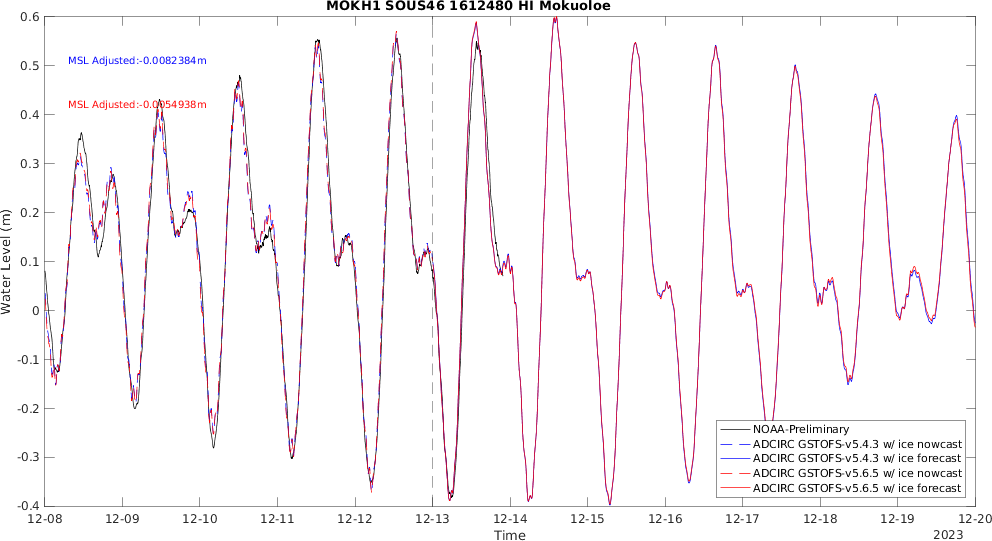 MOKH1 SOUS46 1612480 HI Mokuoloe
0.6
0.5
0.4
0.3
0.2
0.1
0
-0.1
-0.2
-0.3
-0.4
Water Level (m)
MSL Adjusted:-0.0082384m
MSL Adjusted:-0.0054938m
NOAA-Preliminary
ADCIRC GSTOFS-v5.4.3 w/ ice nowcast
ADCIRC GSTOFS-v5.4.3 w/ ice forecast
ADCIRC GSTOFS-v5.6.5 w/ ice nowcast
ADCIRC GSTOFS-v5.6.5 w/ ice forecast
12-08 12-09 12-10 12-11 12-12 12-13 12-14 12-15 12-16 12-17 12-18 12-19 12-20
Time
2023